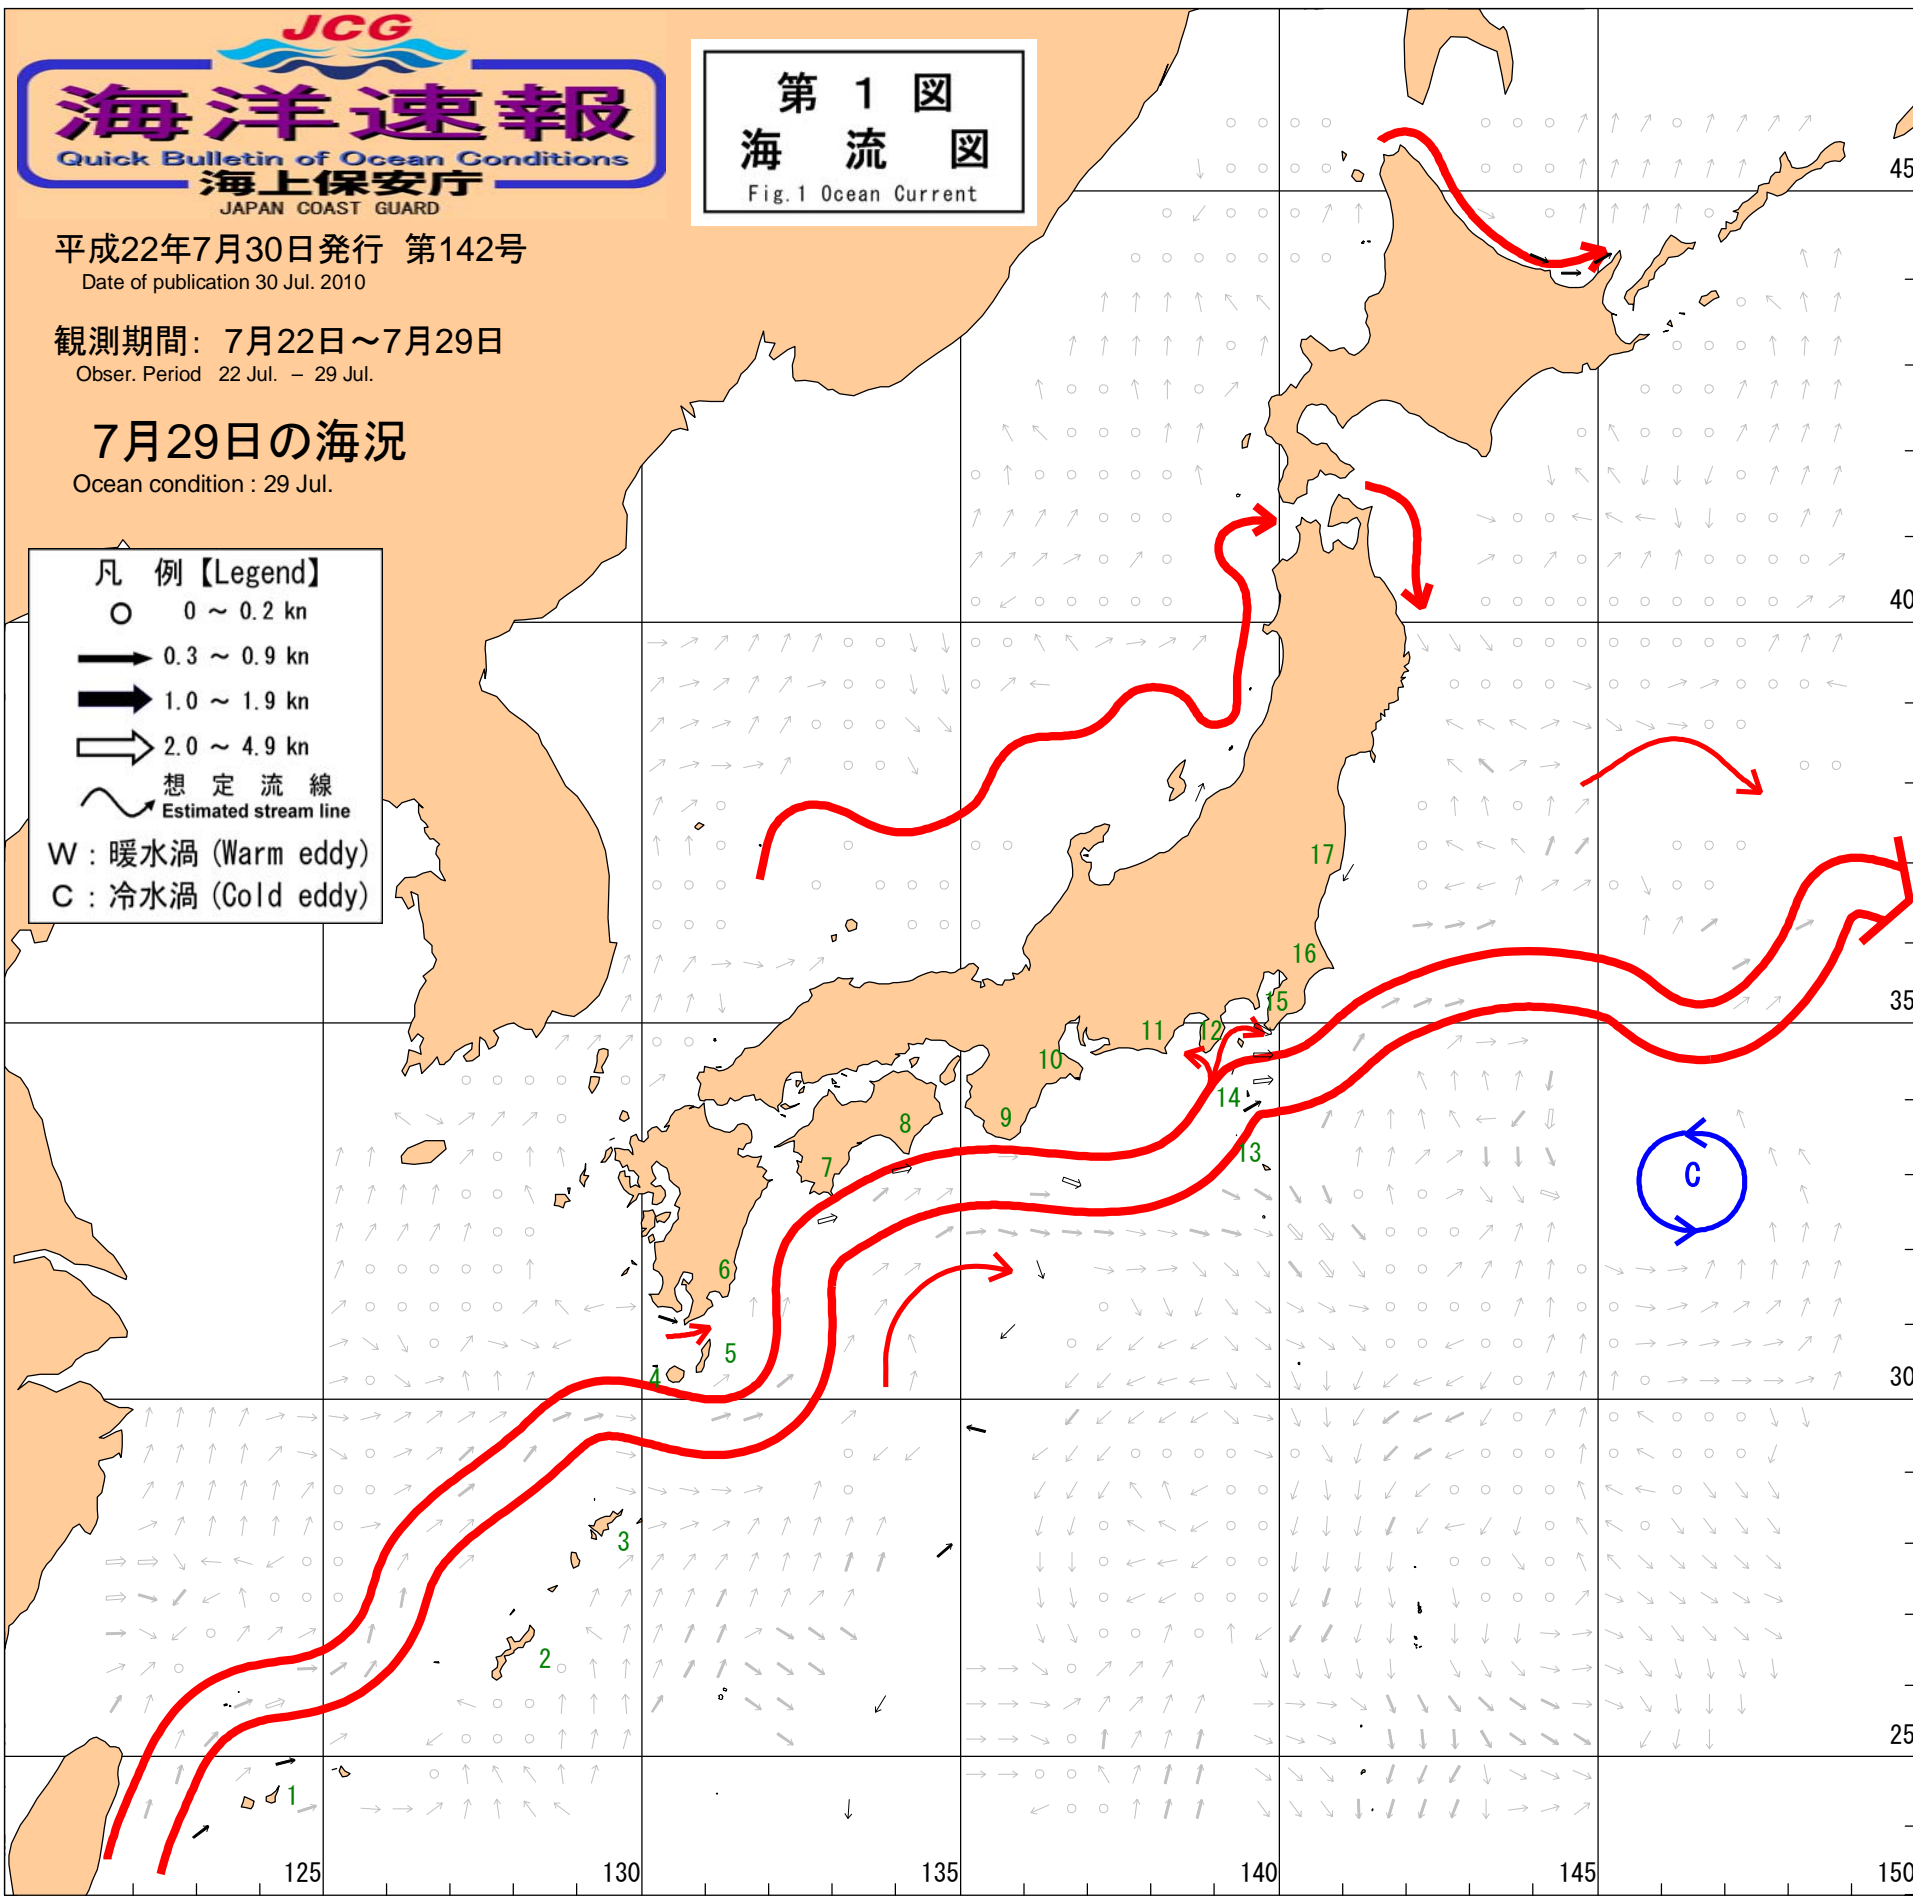 JCG
海洋速報
Quick Bulletin of Ocean Conditions
海上保安庁
JAPAN COAST GUARD
第 1 図
海 流 図
Fig.1 Ocean Current
平成22年7月30日発行 第142号
Date of publication 30 Jul. 2010
観測期間: 7月22日～7月29日
Obser. Period 22 Jul. – 29 Jul.
7月29日の海況
Ocean condition : 29 Jul.
凡 例【Legend】
0 ～ 0.2 kn
0.3 ～ 0.9 kn
1.0 ～ 1.9 kn
2.0 ～ 4.9 kn
想 定 流 線
Estimated stream line
W : 暖水渦 (Warm eddy)
C : 冷水渦 (Cold eddy)
45
40
35
30
25
17
16
15
12
11
10
14
9
8
13
7
C
6
5
4
3
2
1
125
130
135
140
145
150